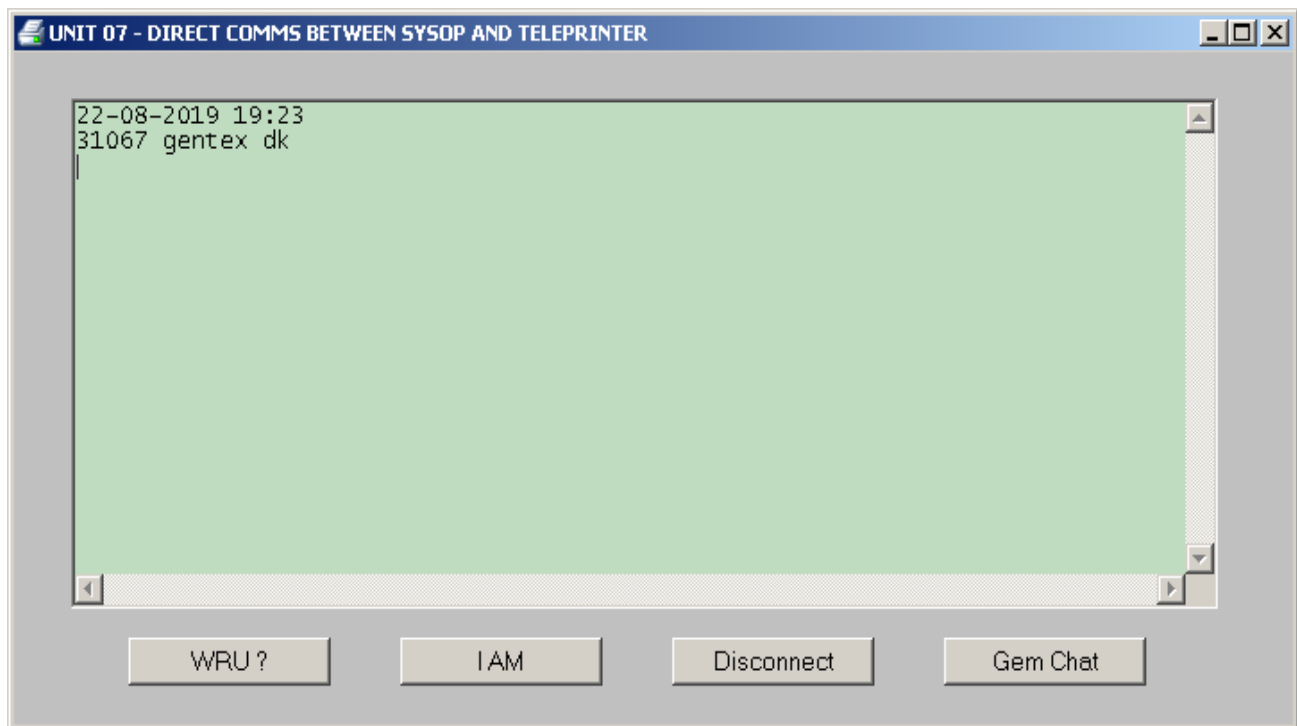 UNIT 07 - DIRECT COMMS BETWEEN SYSOP AND TELEPRINTER
22-08-2019 19:23
31067 gentex dk
WRU ?
I AM
Disconnect
Gem Chat